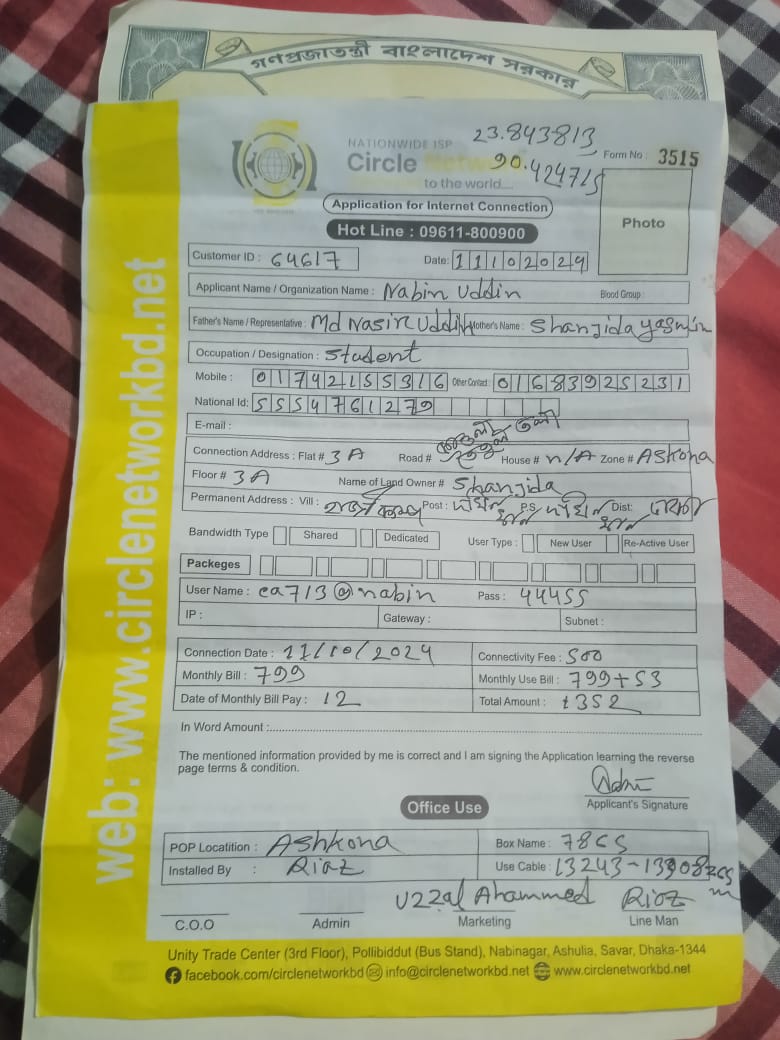 গণপ্রজাতন্ত্রী বাংলাদেশ সরকার
23.843813
90.424715
NATIONWIDE ISP
Circle Network
to the world....
Form No : 3515
Application for Internet Connection
Hot Line : 09611-800900
Photo
Customer ID : 64617 Date: 11102024
Applicant Name / Organization Name : Nabin Uddin Blood Group :
Father's Name / Representative : Md Nasir Uddin Mother's Name : Shanjida yasmin
Occupation / Designation : Student
Mobile : 01742155316 Other Contact : 01683925231
National Id: 5554761279
E-mail :
Connection Address : Flat # 3A Road # House # n/A Zone # Askona
Floor # 3A Name of Land Owner # Shanjida
Permanent Address : Vill : Post : P.S Dist:
Bandwidth Type Shared Dedicated User Type : New User Re-Active User
Packeges
User Name : ca713@nabin Pass : 44455
IP : Gateway : Subnet :
Connection Date : 11/10/2024 Connectivity Fee : 500
Monthly Bill : 799 Monthly Use Bill : 799+53
Date of Monthly Bill Pay : 12 Total Amount : 1352
In Word Amount :
The mentioned information provided by me is correct and I am signing the Application learning the reverse
page terms & condition.
Applicant's Signature
Office Use
POP Locatition : Ashkona Box Name : 78CS
Installed By : Riaz Use Cable : 13243-13908
Uzzal Ahammed Riaz
C.O.O Admin Marketing Line Man
Unity Trade Center (3rd Floor), Pollibiddut (Bus Stand), Nabinagar, Ashulia, Savar, Dhaka-1344
facebook.com/circlenetworkbd info@circlenetworkbd.net www.circlenetworkbd.net
web: www.circlenetworkbd.net